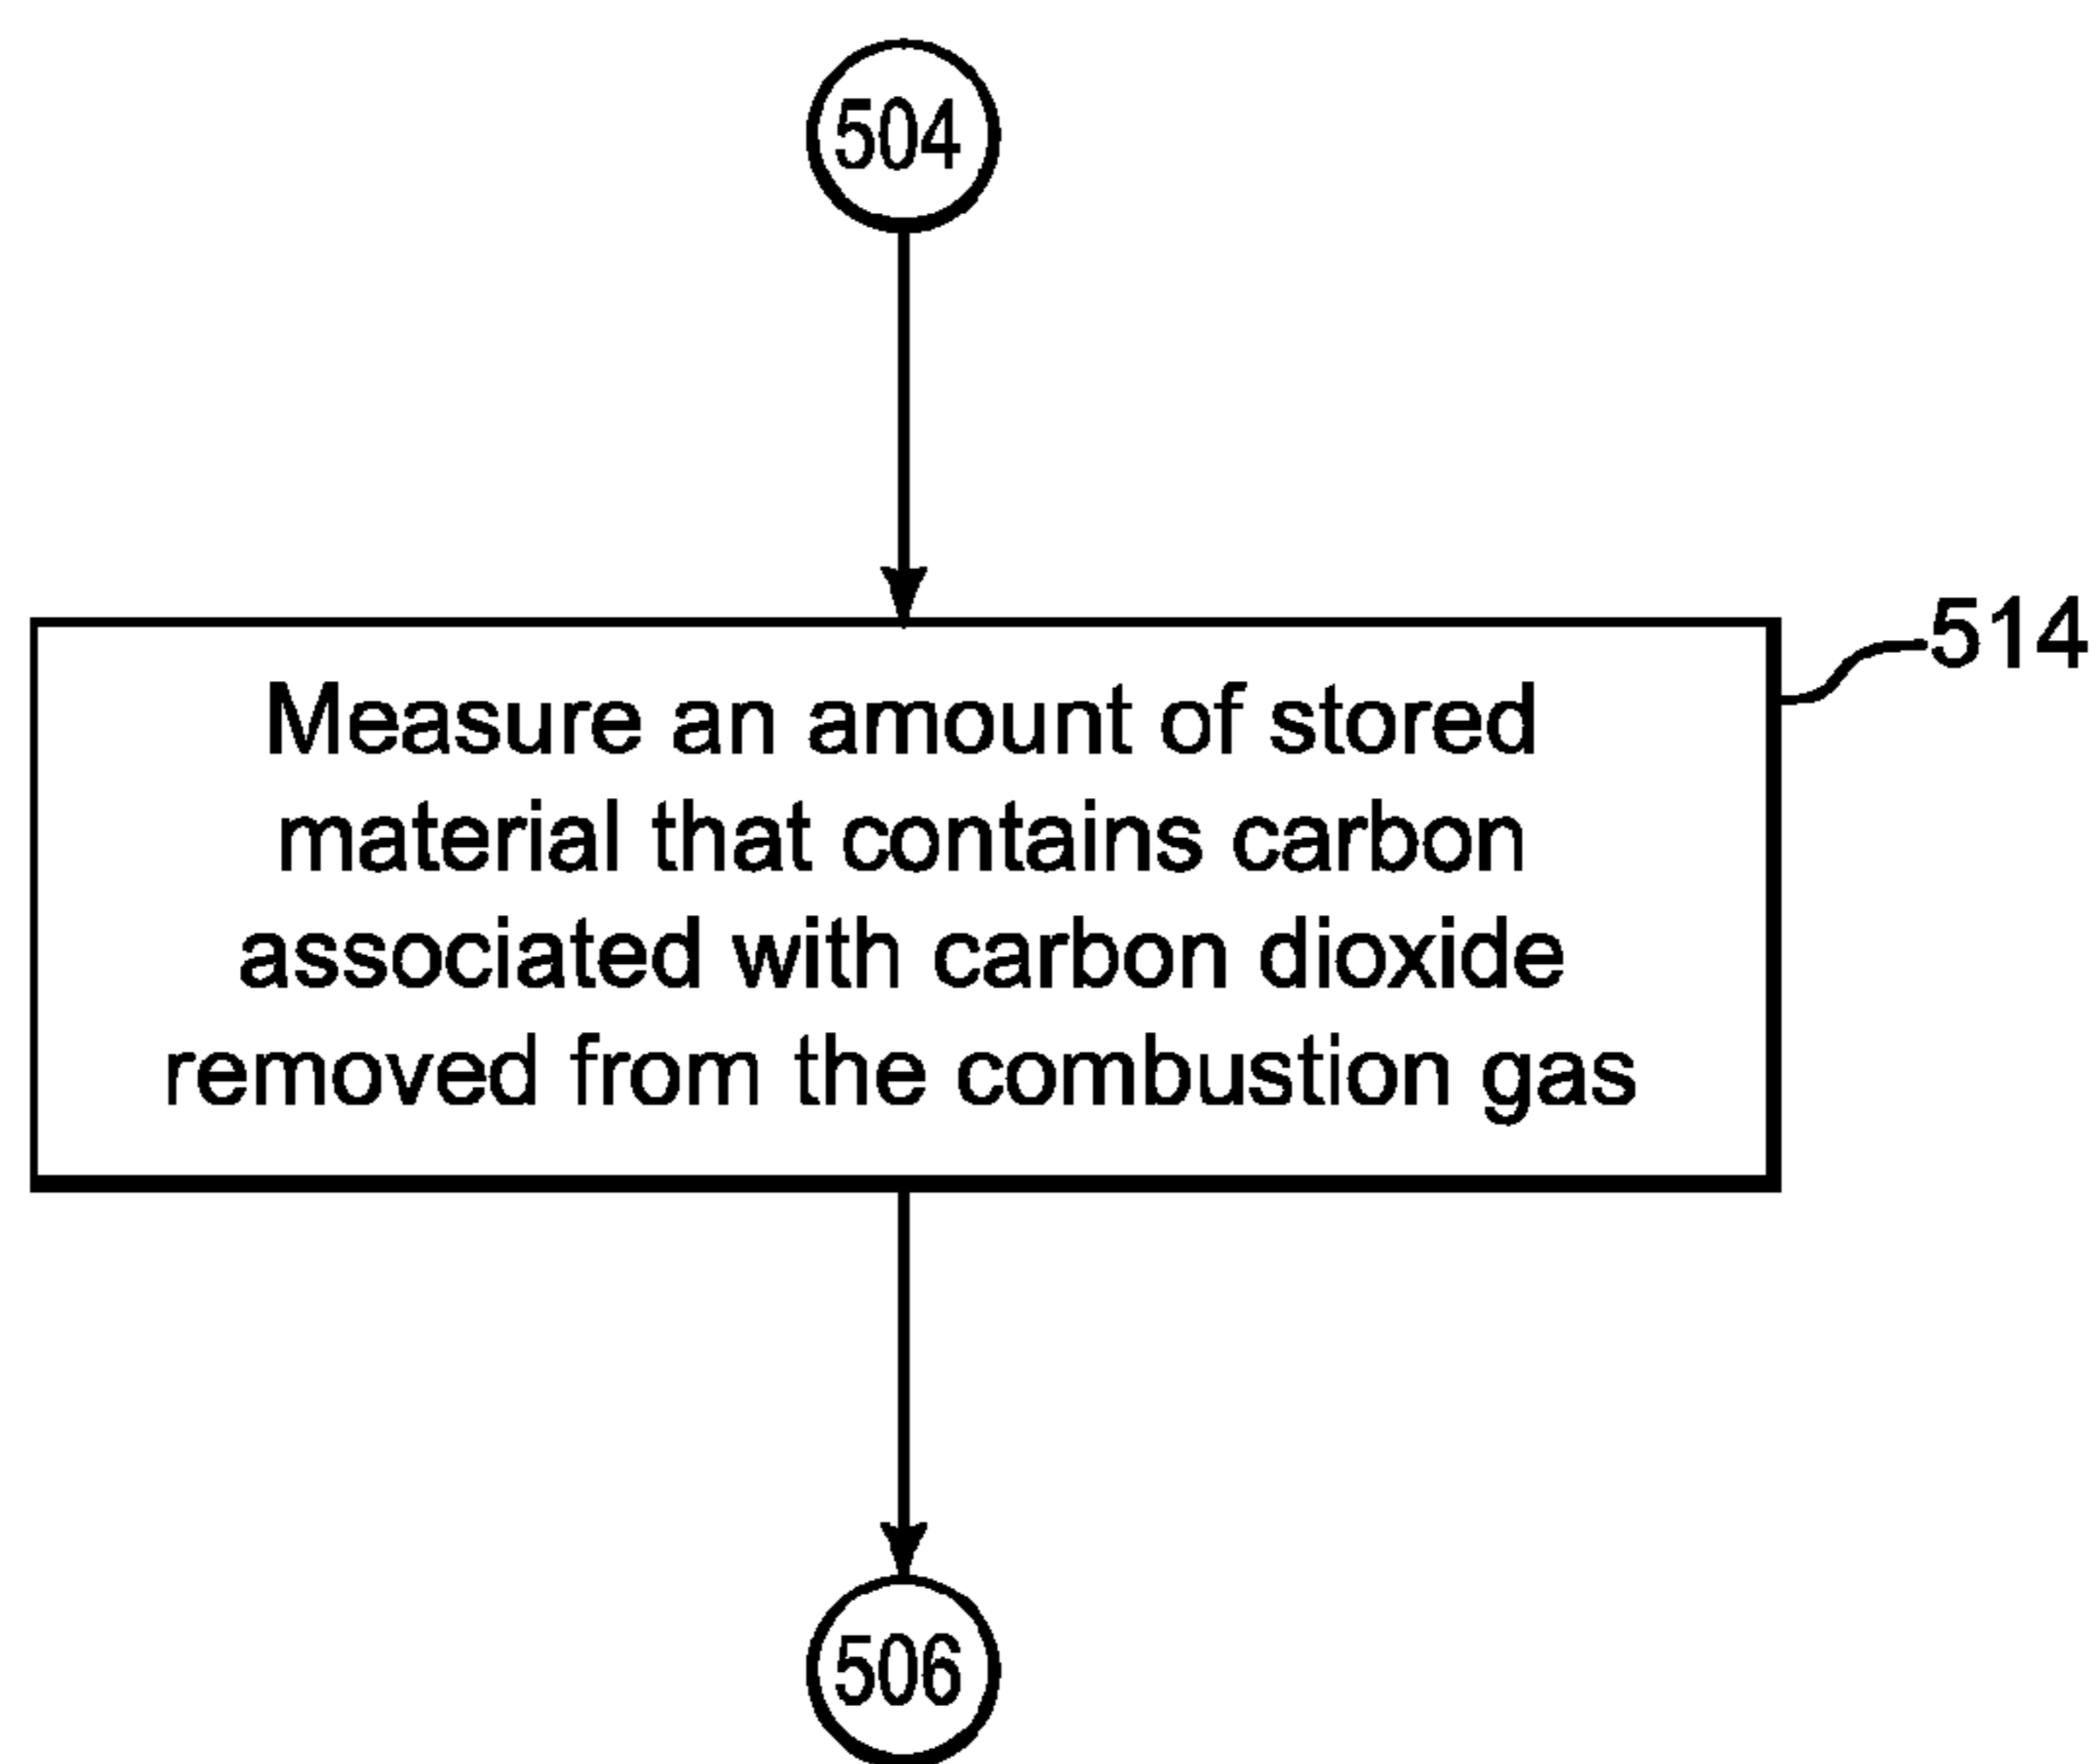 504
514
Measure an amount of stored
material that contains carbon
associated with carbon dioxide
removed from the combustion gas
506